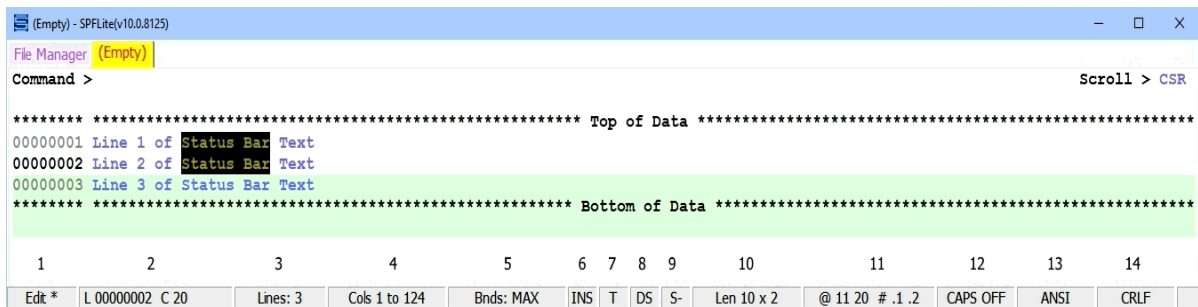 (Empty) - SPFLite(v10.0.8125)
File Manager (Empty)
Command > Scroll > CSR
******** ******************************************************* Top of Data ********************************************************
00000001 Line 1 of Status Bar Text
00000002 Line 2 of Status Bar Text
00000003 Line 3 of Status Bar Text
******** ****************************************************** Bottom of Data ******************************************************
1 2 3 4 5 6 7 8 9 10 11 12 13 14
Edit * L 00000002 C 20 Lines: 3 Cols 1 to 124 Bnds: MAX INS T DS S- Len 10 x 2 @ 11 20 # .1 .2 CAPS OFF ANSI CRLF